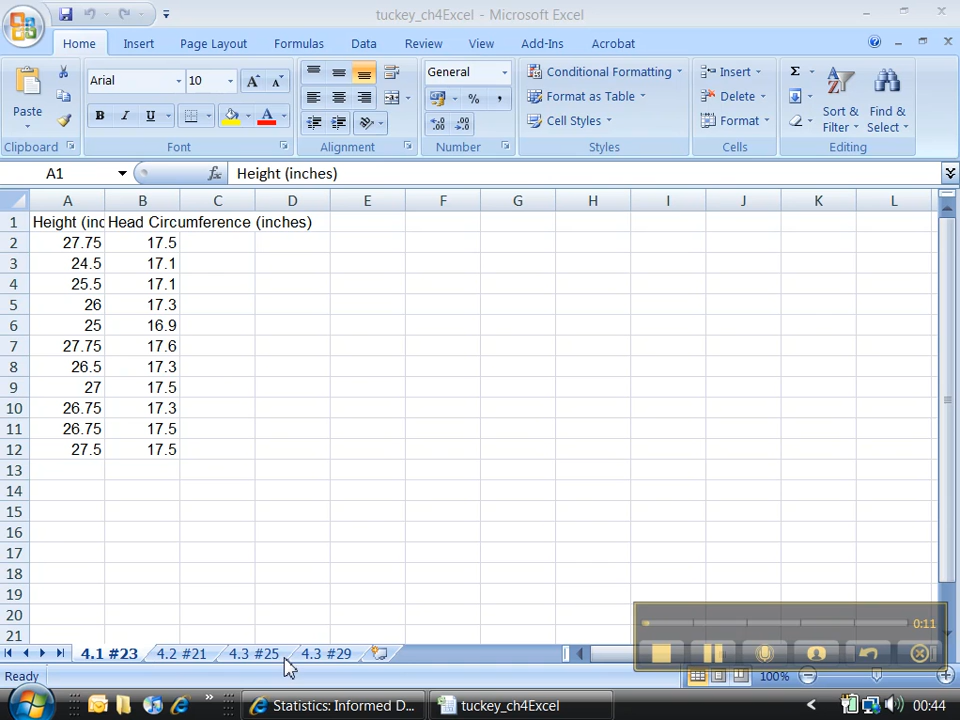 tuckey_ch4Excel - Microsoft Excel
Home Insert Page Layout Formulas Data Review View Add-Ins Acrobat
Paste
Clipboard
Arial 10
B I U A
Font
Alignment
General
% ,
Number
Conditional Formatting
Format as Table
Cell Styles
Styles
Insert
Delete
Format
Cells
Σ
Sort & Filter
Find & Select
Editing
A1 fx Height (inches)
A B C D E F G H I J K L
1 Height (inc Head Circumference (inches)
2 27.75 17.5
3 24.5 17.1
4 25.5 17.1
5 26 17.3
6 25 16.9
7 27.75 17.6
8 26.5 17.3
9 27 17.5
10 26.75 17.3
11 26.75 17.5
12 27.5 17.5
13
14
15
16
17
18
19
20
21
0:11
4.1 #23 4.2 #21 4.3 #25 4.3 #29
Ready 100%
Statistics: Informed D... tuckey_ch4Excel 00:44